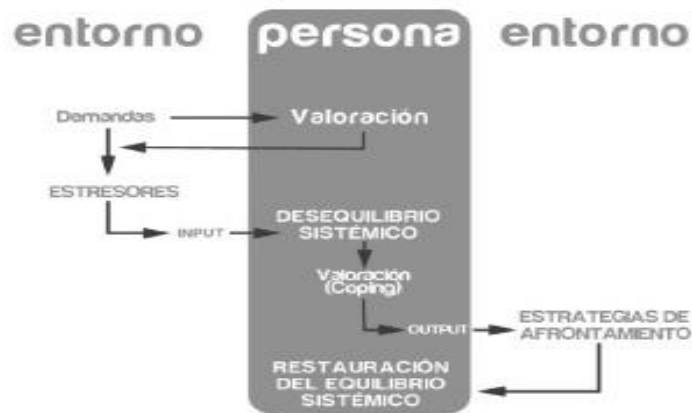 entorno persona entorno
Demandas Valoración
ESTRESORES
INPUT DESEQUILIBRIO
SISTÉMICO
Valoración
(Coping)
OUTPUT ESTRATEGIAS DE
AFRONTAMIENTO
RESTAURACIÓN
DEL EQUILIBRIO
SISTÉMICO